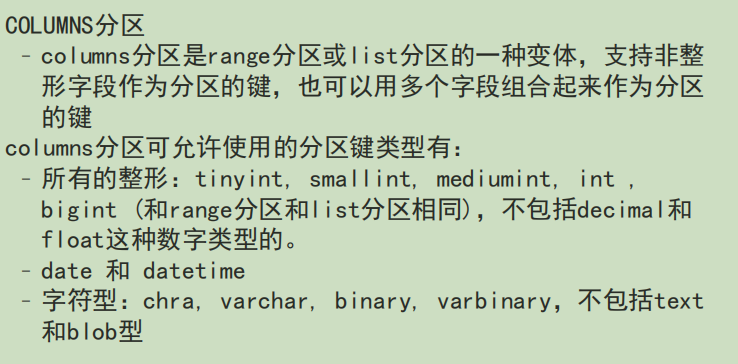 COLUMNS分区
- columns分区是range分区或list分区的一种变体，支持非整
形字段作为分区的键，也可以用多个字段组合起来作为分区
的键
columns分区可允许使用的分区键类型有：
- 所有的整形：tinyint, smallint, mediumint, int ,
bigint (和range分区和list分区相同)，不包括decimal和
float这种数字类型的。
- date 和 datetime
- 字符型：chra, varchar, binary, varbinary，不包括text
和blob型